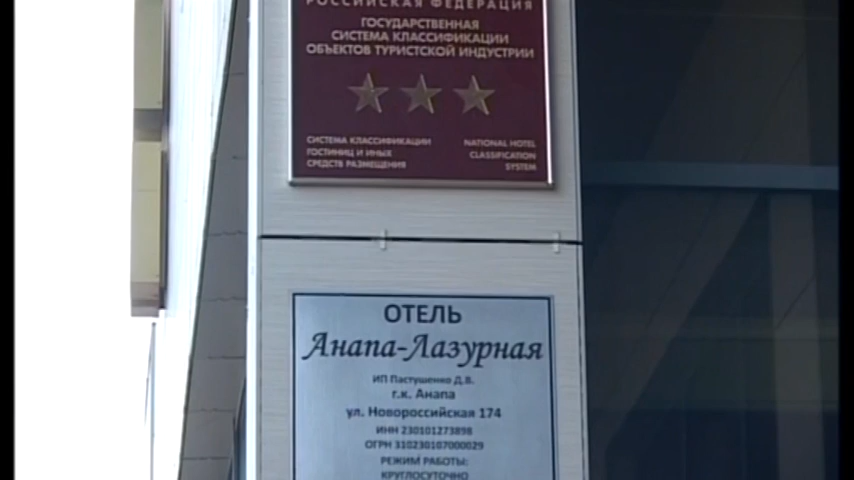 РОССИЙСКАЯ ФЕДЕРАЦИЯ
ГОСУДАРСТВЕННАЯ
СИСТЕМА КЛАССИФИКАЦИИ
ОБЪЕКТОВ ТУРИСТСКОЙ ИНДУСТРИИ
СИСТЕМА КЛАССИФИКАЦИИ
ГОСТИНИЦ И ИНЫХ
СРЕДСТВ РАЗМЕЩЕНИЯ
NATIONAL HOTEL
CLASSIFICATION
SYSTEM
ОТЕЛЬ
Анапа-Лазурная
ИП Пастушенко Д.В.
г.к. Анапа
ул. Новороссийская 174
ИНН 230101273898
ОГРН 310230107000029
РЕЖИМ РАБОТЫ:
КРУГЛОСУТОЧНО